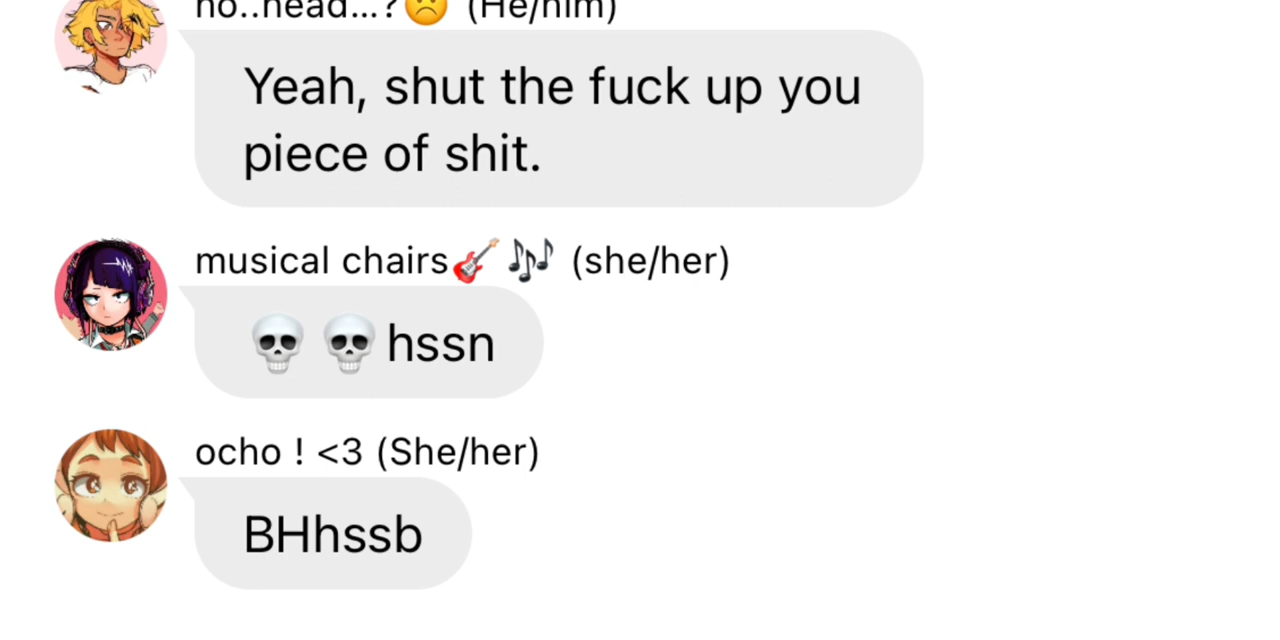 no..head...?☹️ (He/him)
Yeah, shut the fuck up you
piece of shit.
musical chairs🎸🎶 (she/her)
💀💀hssn
ocho ! <3 (She/her)
BHhssb